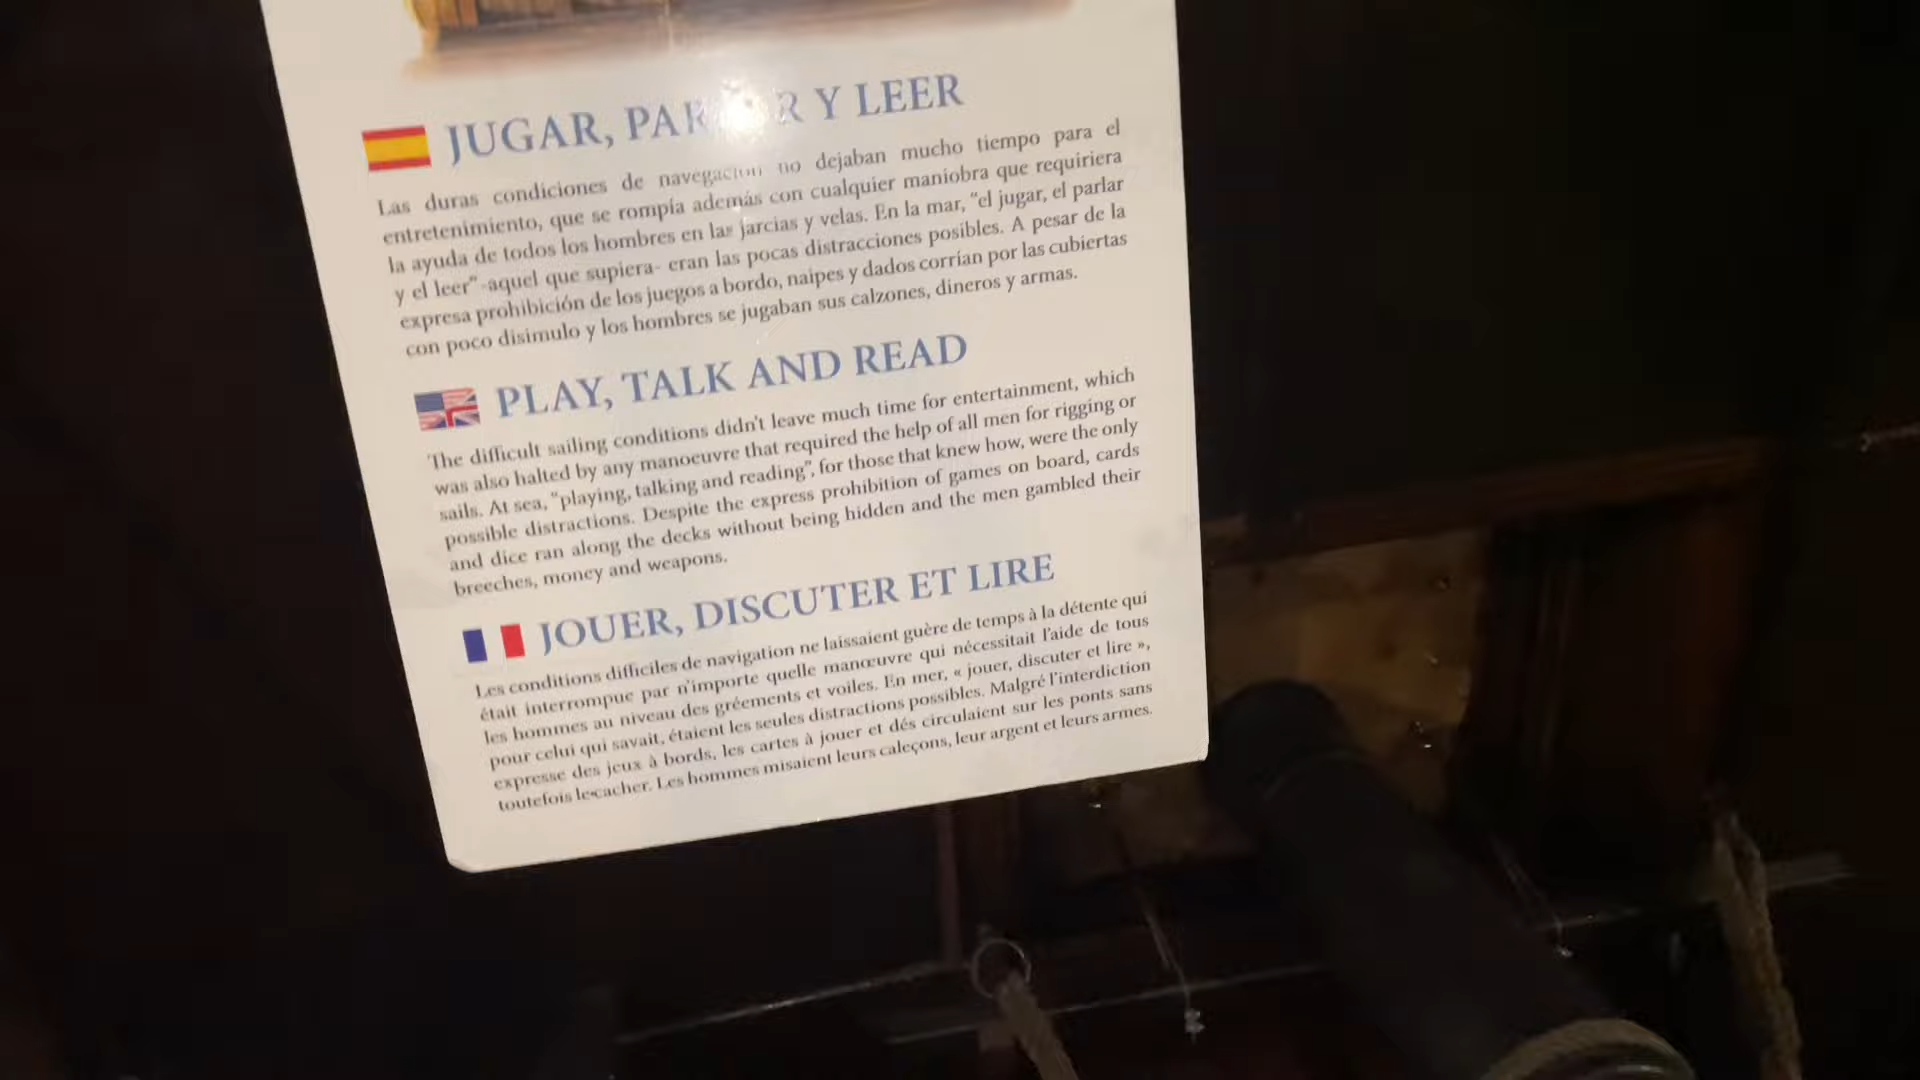 JUGAR, Y LEER
Las duras condiciones de navegación no dejaban mucho tiempo para el
entretenimiento, que se rompía además con cualquier maniobra que requiriera
la ayuda de todos los hombres en las jarcias y velas. En la mar, "el jugar, el parlar
y el leer" -aquel que supiera- eran las pocas distracciones posibles. A pesar de la
expresa prohibición de los juegos a bordo, naipes y dados corrían por las cubiertas
con poco disimulo y los hombres se jugaban sus calzones, dineros y armas.
PLAY, TALK AND READ
The difficult sailing conditions didn't leave much time for entertainment, which
was also halted by any manoeuvre that required the help of all men for rigging or
sails. At sea, "playing, talking and reading", for those that knew how, were the only
possible distractions. Despite the express prohibition of games on board, cards
and dice ran along the decks without being hidden and the men gambled their
breeches, money and weapons.
JOUER, DISCUTER ET LIRE
Les conditions difficiles de navigation ne laissaient guère de temps à la détente qui
était interrompue par n'importe quelle manœuvre qui nécessitait l'aide de tous
les hommes au niveau des gréements et voiles. En mer, « jouer, discuter et lire »,
pour celui qui savait, étaient les seules distractions possibles. Malgré l'interdiction
expresse des jeux à bords, les cartes à jouer et dés circulaient sur les ponts sans
toutefois le cacher. Les hommes misaient leurs caleçons, leur argent et leurs armes.